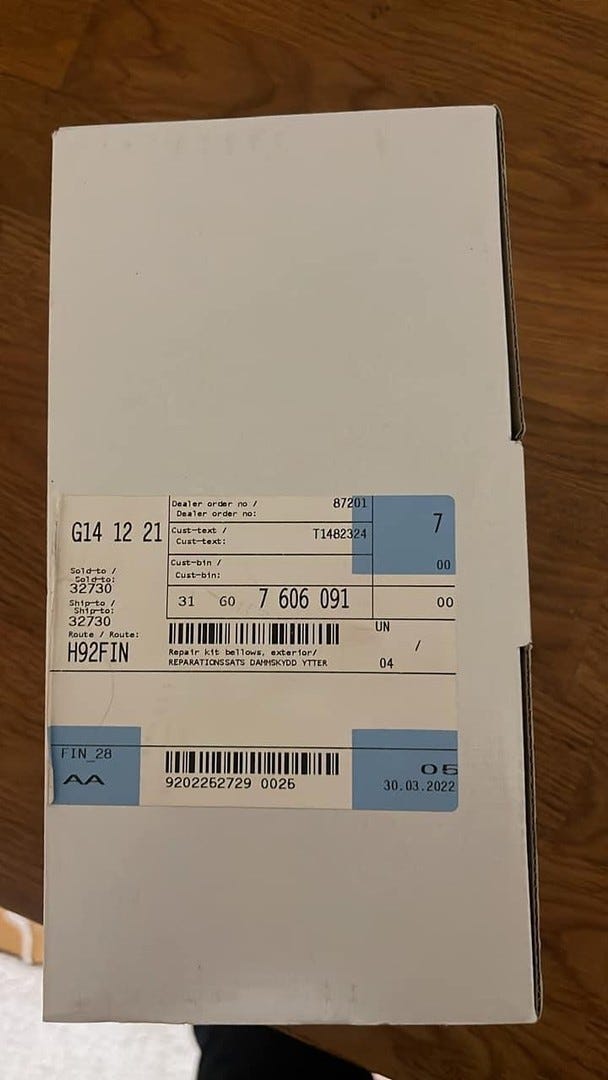 G14 12 21
Sold-to /
Sold-to:
32730
Ship-to /
Ship-to:
32730
Route / Route:
H92FIN
Dealer order no / 87201
Dealer order no:
Cust-text / T1482324
Cust-text:
Cust-bin /
Cust-bin:
7
00
31 60 7 606 091 00
UN
/
04
Repair kit bellows, exterior/
REPARATIONSSATS DAMMSKYDD YTTER
FIN_28
AA
9202262729 0026
05
30.03.2022